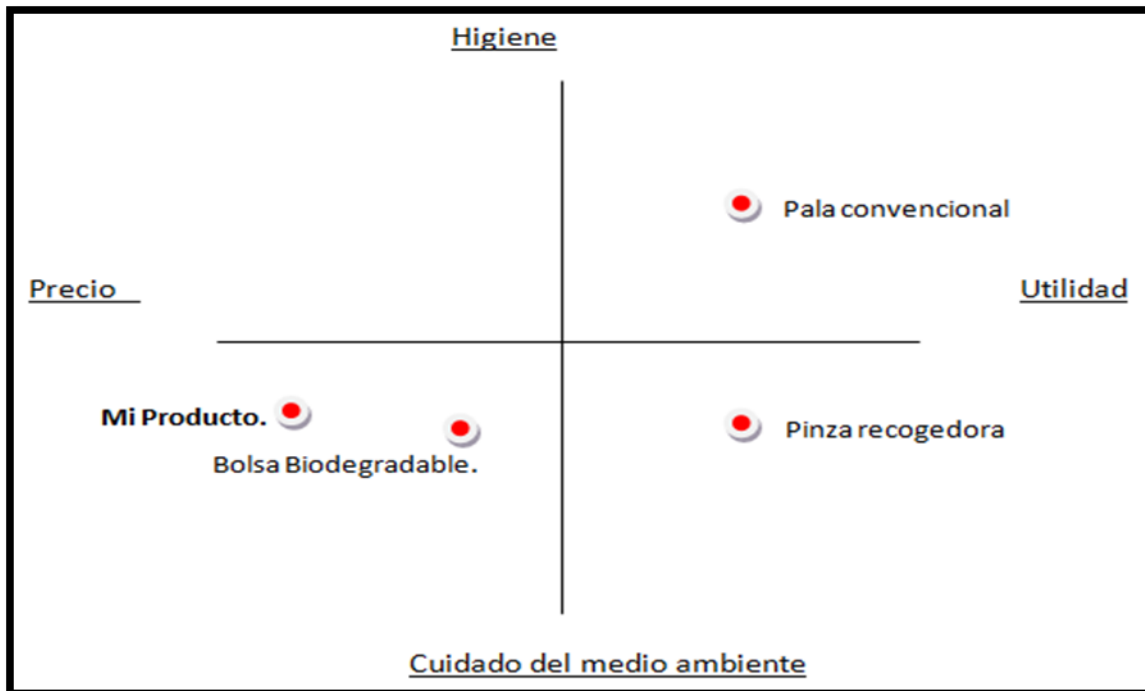 Higiene
Pala convencional
Precio
Utilidad
Mi Producto.
Bolsa Biodegradable.
Pinza recogedora
Cuidado del medio ambiente